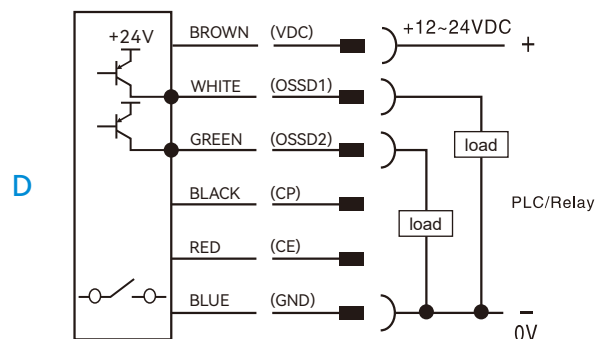 +24V
BROWN (VDC) +12~24VDC +
WHITE (OSSD1)
load
GREEN (OSSD2)
D
BLACK (CP)
PLC/Relay
load
RED (CE)
BLUE (GND) −
0V